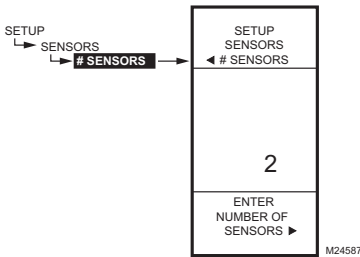 SETUP
SENSORS
# SENSORS
SETUP
SENSORS
◄ # SENSORS
2
ENTER
NUMBER OF
SENSORS ►
M24587